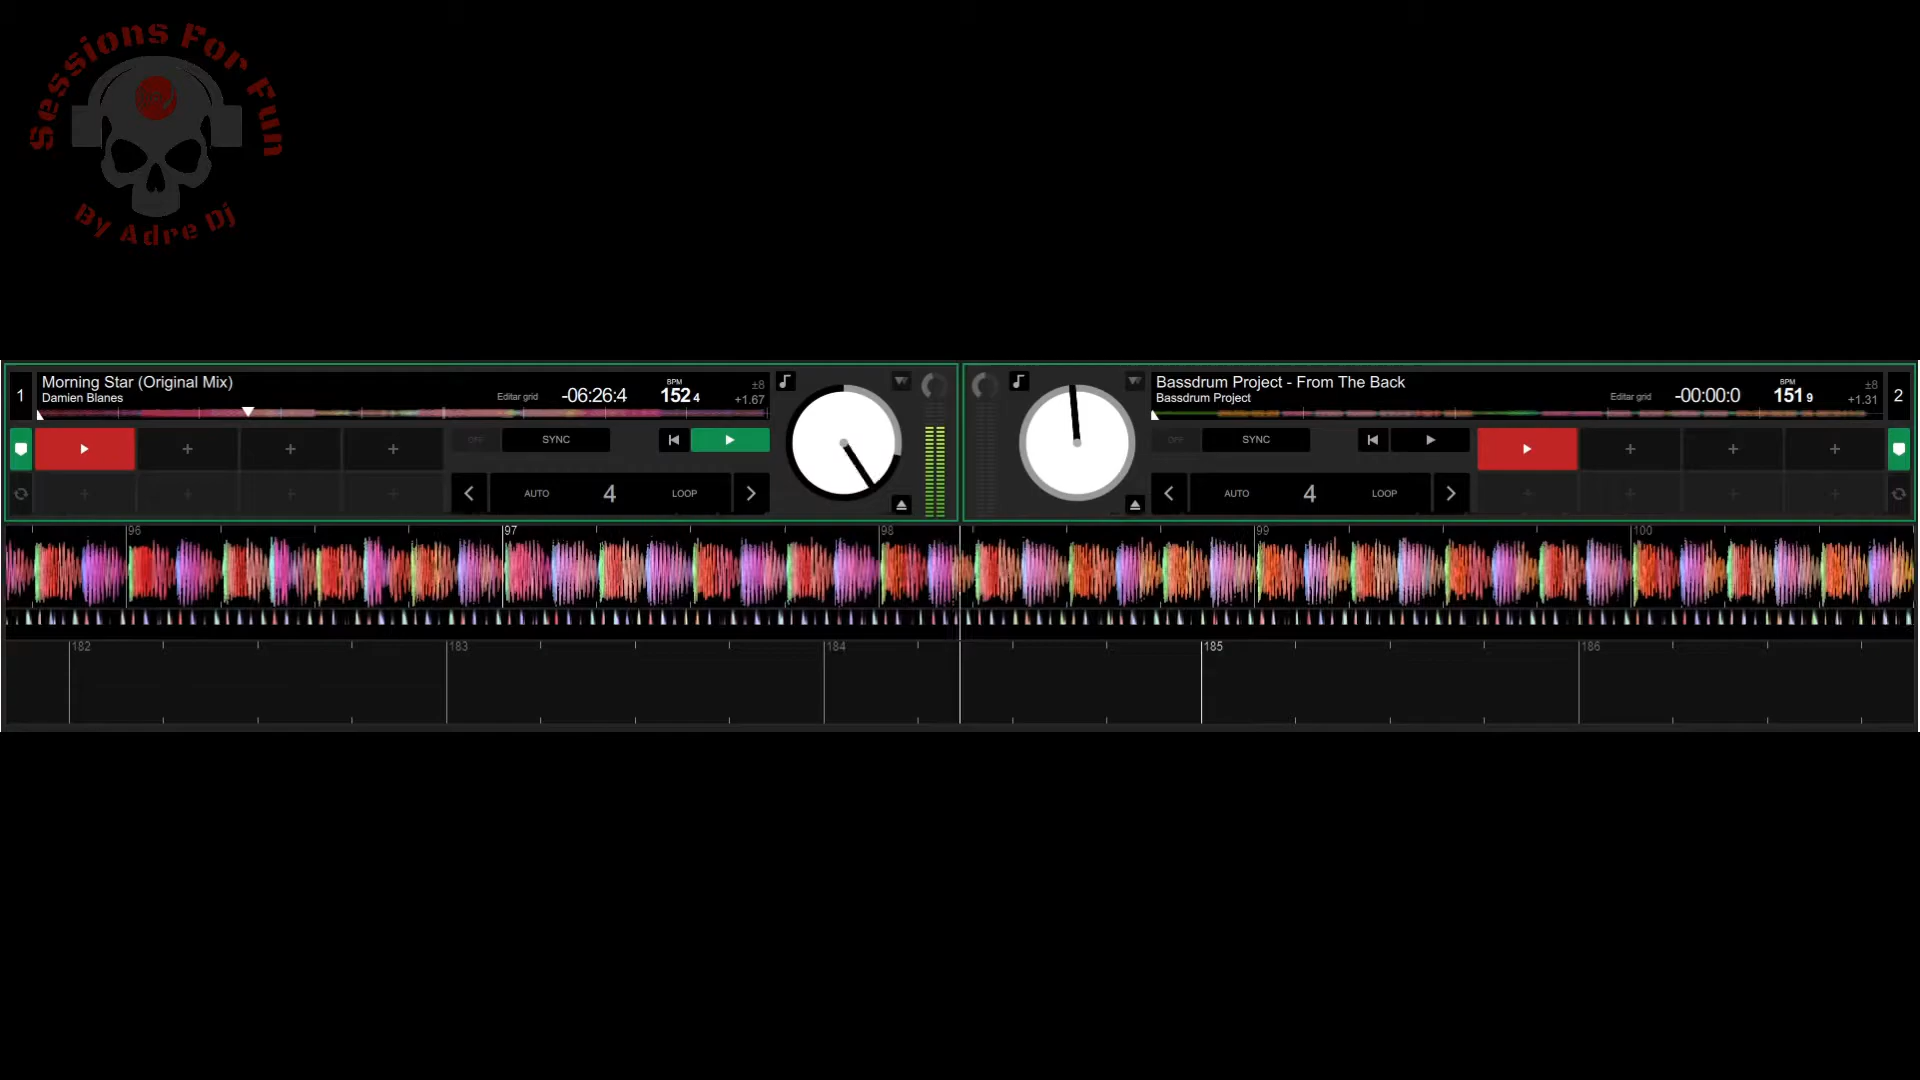 Sessions For Fun
By Adre Dj
1
Morning Star (Original Mix)
Damien Blanes
Editar grid
-06:26:4
BPM
152 4
±8
+1.67
OFF
SYNC
AUTO
4
LOOP
Bassdrum Project - From The Back
Bassdrum Project
Editar grid
-00:00:0
BPM
151 9
±8
+1.31
2
OFF
SYNC
AUTO
4
LOOP
96
97
98
99
100
182
183
184
185
186